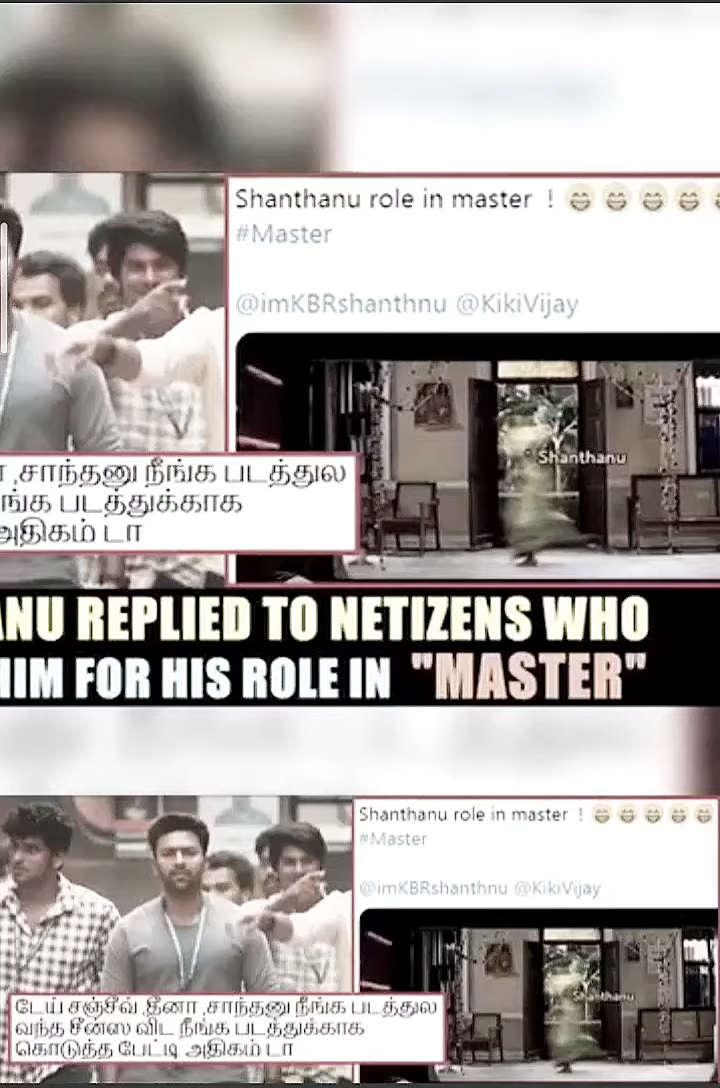 Shanthanu role in master ! 😁 😁 😁 😁 😁
#Master
@imKBRshanthnu @KikiVijay
Shanthanu
,சாந்தனு நீங்க படத்துல
ங்க படத்துக்காக
அதிகம் டா
NU REPLIED TO NETIZENS WHO
HIM FOR HIS ROLE IN "MASTER"
Shanthanu role in master ! 😁 😁 😁 😁 😁
#Master
@imKBRshanthnu @KikiVijay
Shanthanu
டேய் சஞ்சீவ் ,தீனா ,சாந்தனு நீங்க படத்துல
வந்த சீன்ஸ விட நீங்க படத்துக்காக
கொடுத்த பேட்டி அதிகம் டா